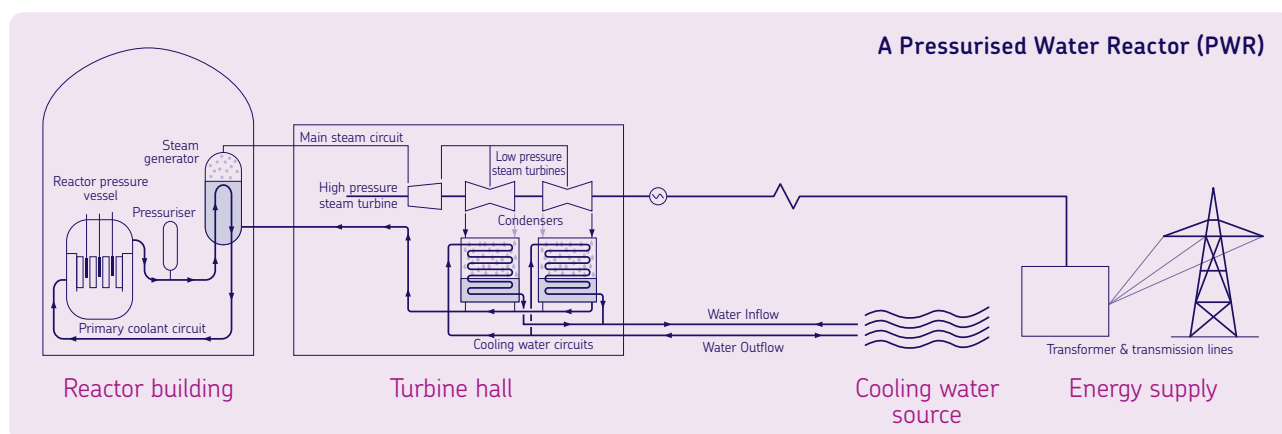 A Pressurised Water Reactor (PWR)
Main steam circuit
Steam
generator
Low pressure
steam turbines
Reactor pressure
vessel
High pressure
steam turbine
Pressuriser
Condensers
Water Inflow
Primary coolant circuit
Cooling water circuits
Water Outflow
Transformer & transmission lines
Reactor building
Turbine hall
Cooling water
source
Energy supply